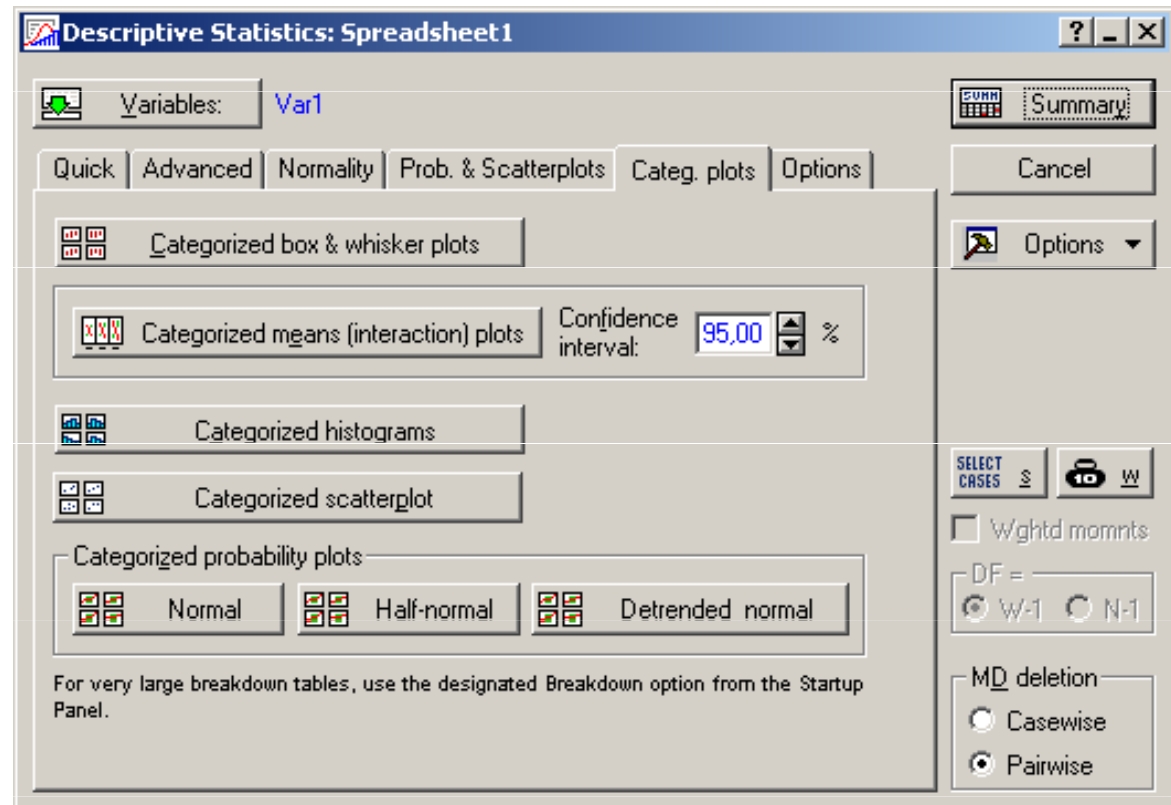 Descriptive Statistics: Spreadsheet1
?
Variables:
Var1
Summary
SUMM
Quick
Advanced
Normality
Prob. & Scatterplots
Categ. plots
Options
Cancel
Categorized box & whisker plots
Options
Categorized means (interaction) plots
Confidence
interval:
95,00
%
Categorized histograms
SELECT
CASES
S
10
W
Categorized scatterplot
Wghtd momnts
Categorized probability plots
DF =
W-1
N-1
Normal
Half-normal
Detrended normal
For very large breakdown tables, use the designated Breakdown option from the Startup
Panel.
MD deletion
Casewise
Pairwise